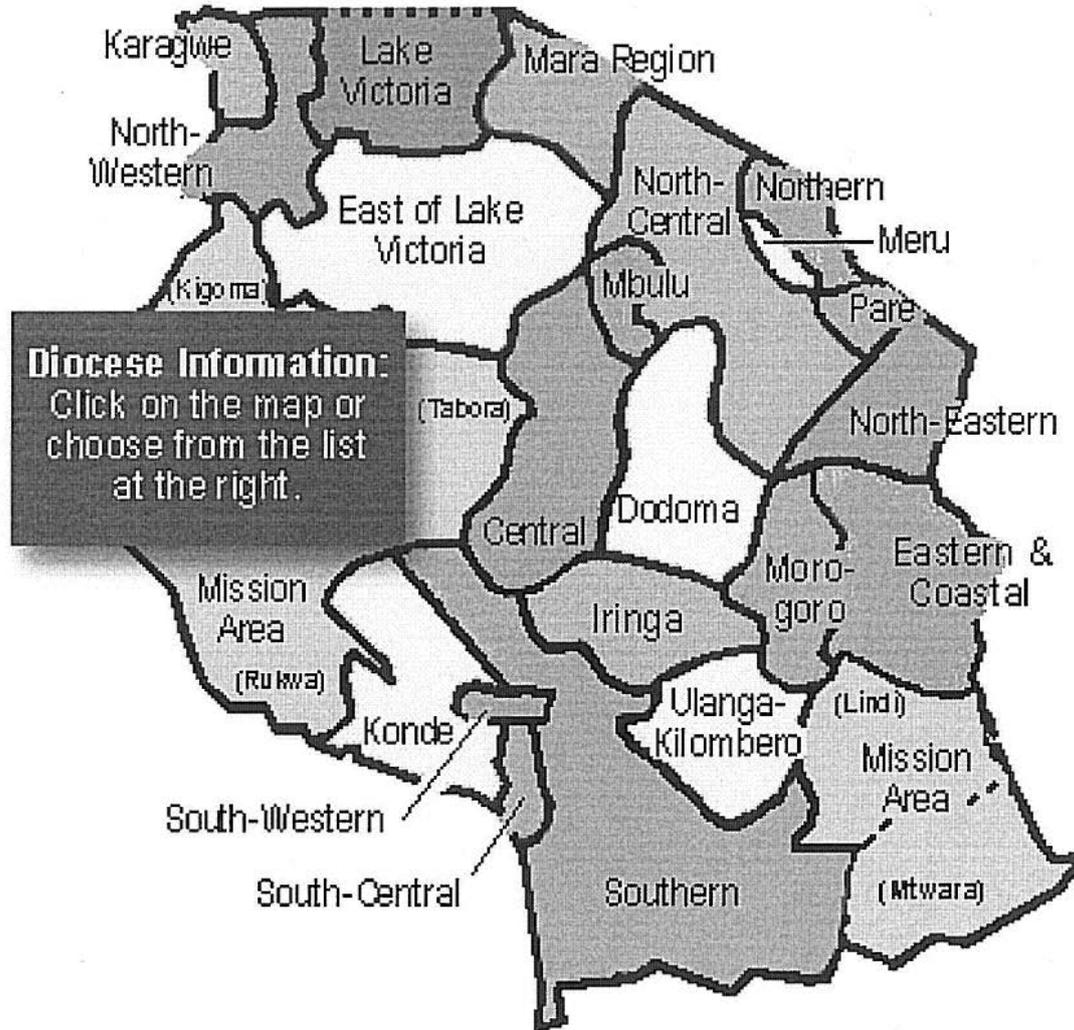 Karagwe
Lake
Victoria
Mara Region
North-
Western
East of Lake
Victoria
North-
Central
Northern
Meru
(Kigoma)
Mbulu
Pare
Diocese Information:
Click on the map or
choose from the list
at the right.
(Tabora)
North-Eastern
Central
Dodoma
Mission
Area
(Rukwa)
Iringa
Moro-
goro
Eastern &
Coastal
Konde
Ulanga-
Kilombero
(Lindi)
Mission
Area
South-Western
South-Central
Southern
(Mtwara)